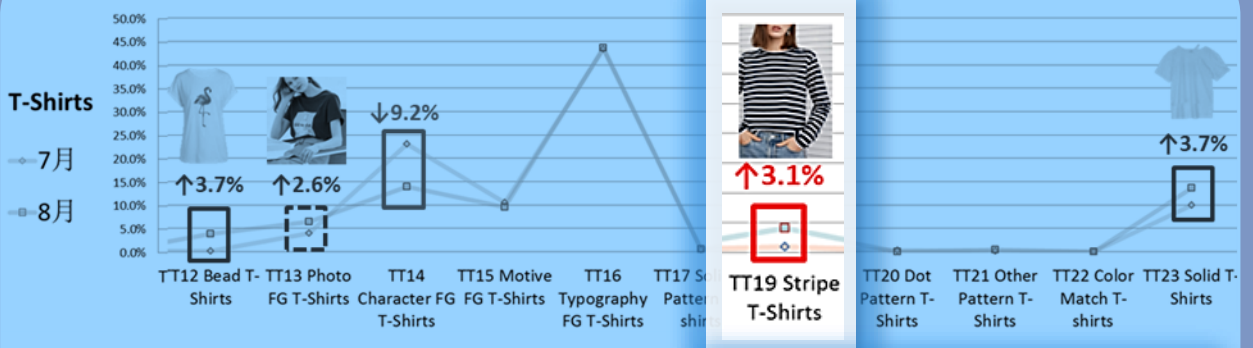 50.0%
45.0%
40.0%
35.0%
30.0%
25.0%
20.0%
15.0%
10.0%
5.0%
0.0%
T-Shirts
7月
8月
↑3.7%
↑2.6%
↓9.2%
↑3.1%
↑3.7%
TT12 Bead T-
Shirts
TT13 Photo
FG T-Shirts
TT14
Character FG
T-Shirts
TT15 Motive
FG T-Shirts
TT16
Typography
FG T-Shirts
TT17
Pattern
TT19 Stripe
T-Shirts
TT20 Dot
Pattern T-
Shirts
TT21 Other
Pattern T-
Shirts
TT22 Color
Match T-
shirts
TT23 Solid T-
Shirts